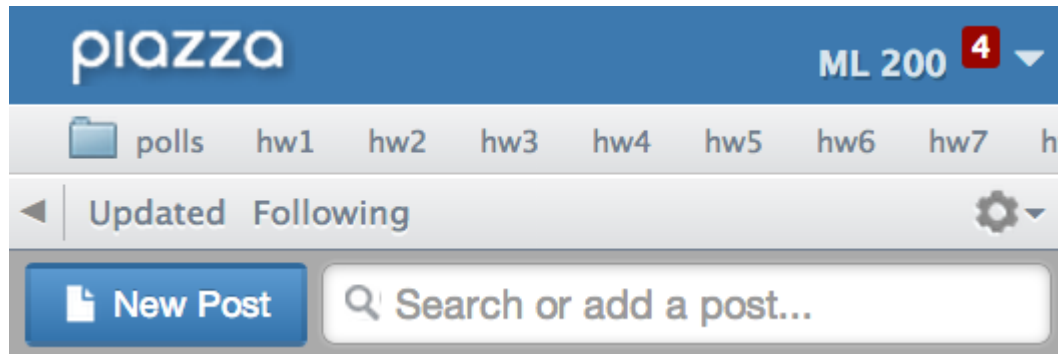 piazza ML 200 4
polls hw1 hw2 hw3 hw4 hw5 hw6 hw7 h
Updated Following
New Post Search or add a post...